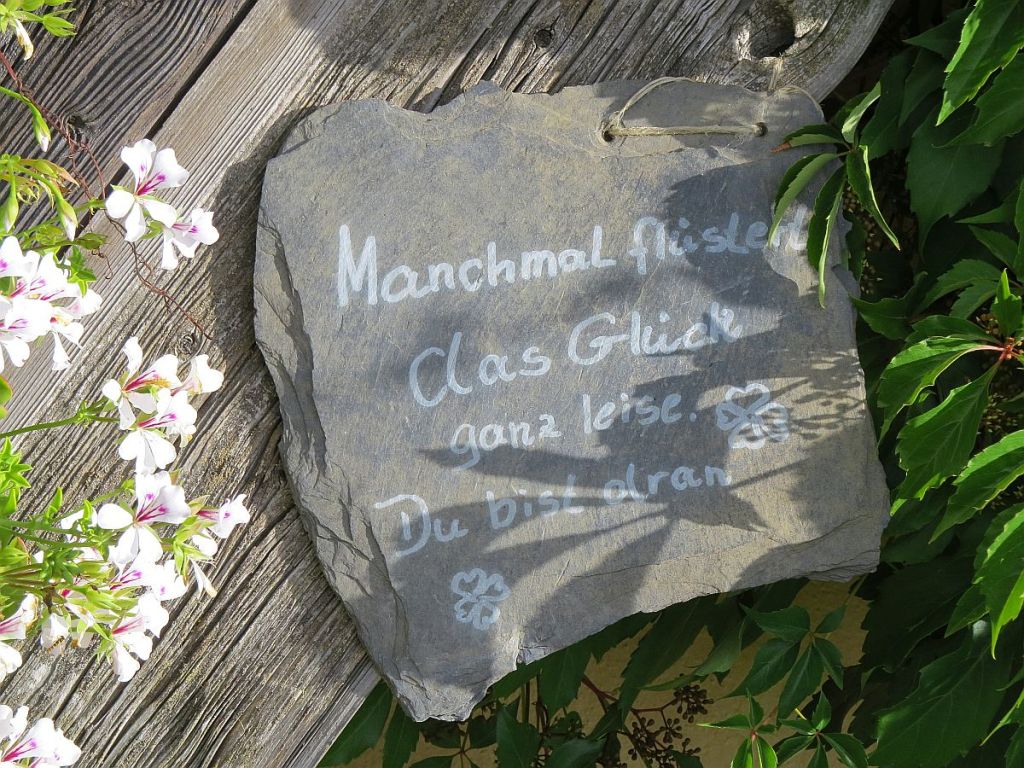 Manchmal flüstert
das Glück
ganz leise.
Du bist dran